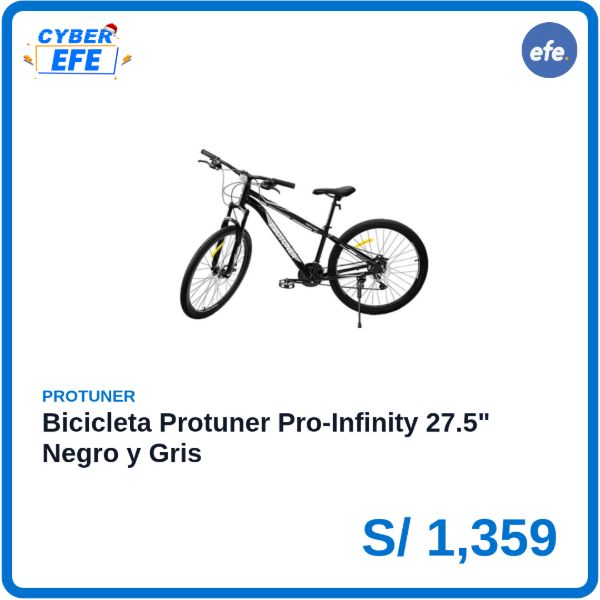 CYBER
EFE
efe.
PROTUNER
Bicicleta Protuner Pro-Infinity 27.5"
Negro y Gris
S/ 1,359